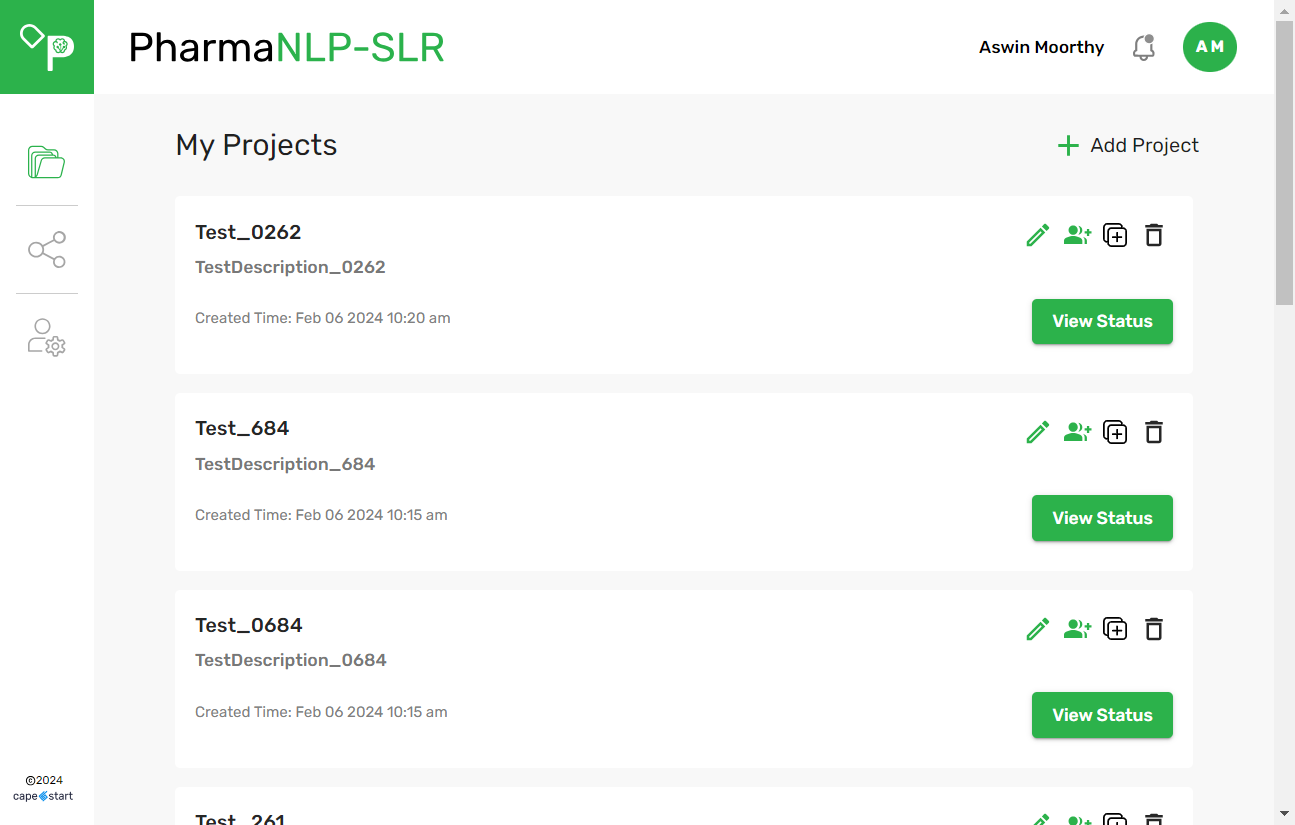 PharmaNLP-SLR
Aswin Moorthy
AM
My Projects
Add Project
Test_0262
TestDescription_0262
Created Time: Feb 06 2024 10:20 am
View Status
Test_684
TestDescription_684
Created Time: Feb 06 2024 10:15 am
View Status
Test_0684
TestDescription_0684
Created Time: Feb 06 2024 10:15 am
View Status
©2024
cape start
Test_261